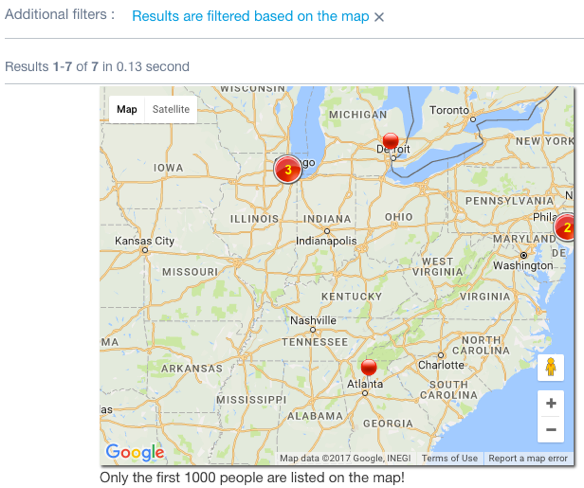 Additional filters : Results are filtered based on the map ×
Results 1-7 of 7 in 0.13 second
WISCONSIN
Map Satellite
MICHIGAN
Toronto
NEW YORK
3
IOWA
PENNSYLVANIA
ILLINOIS
INDIANA
OHIO
2
Kansas City
Indianapolis
MARYLAND
DE
WEST
VIRGINIA
Washington
MISSOURI
KENTUCKY
VIRGINIA
Nashville
TENNESSEE
NORTH
CAROLINA
ARKANSAS
Charlotte
Atlanta
SOUTH
CAROLINA
MISSISSIPPI
ALABAMA
GEORGIA
+
−
Google
Map data ©2017 Google, INEGI Terms of Use Report a map error
Only the first 1000 people are listed on the map!